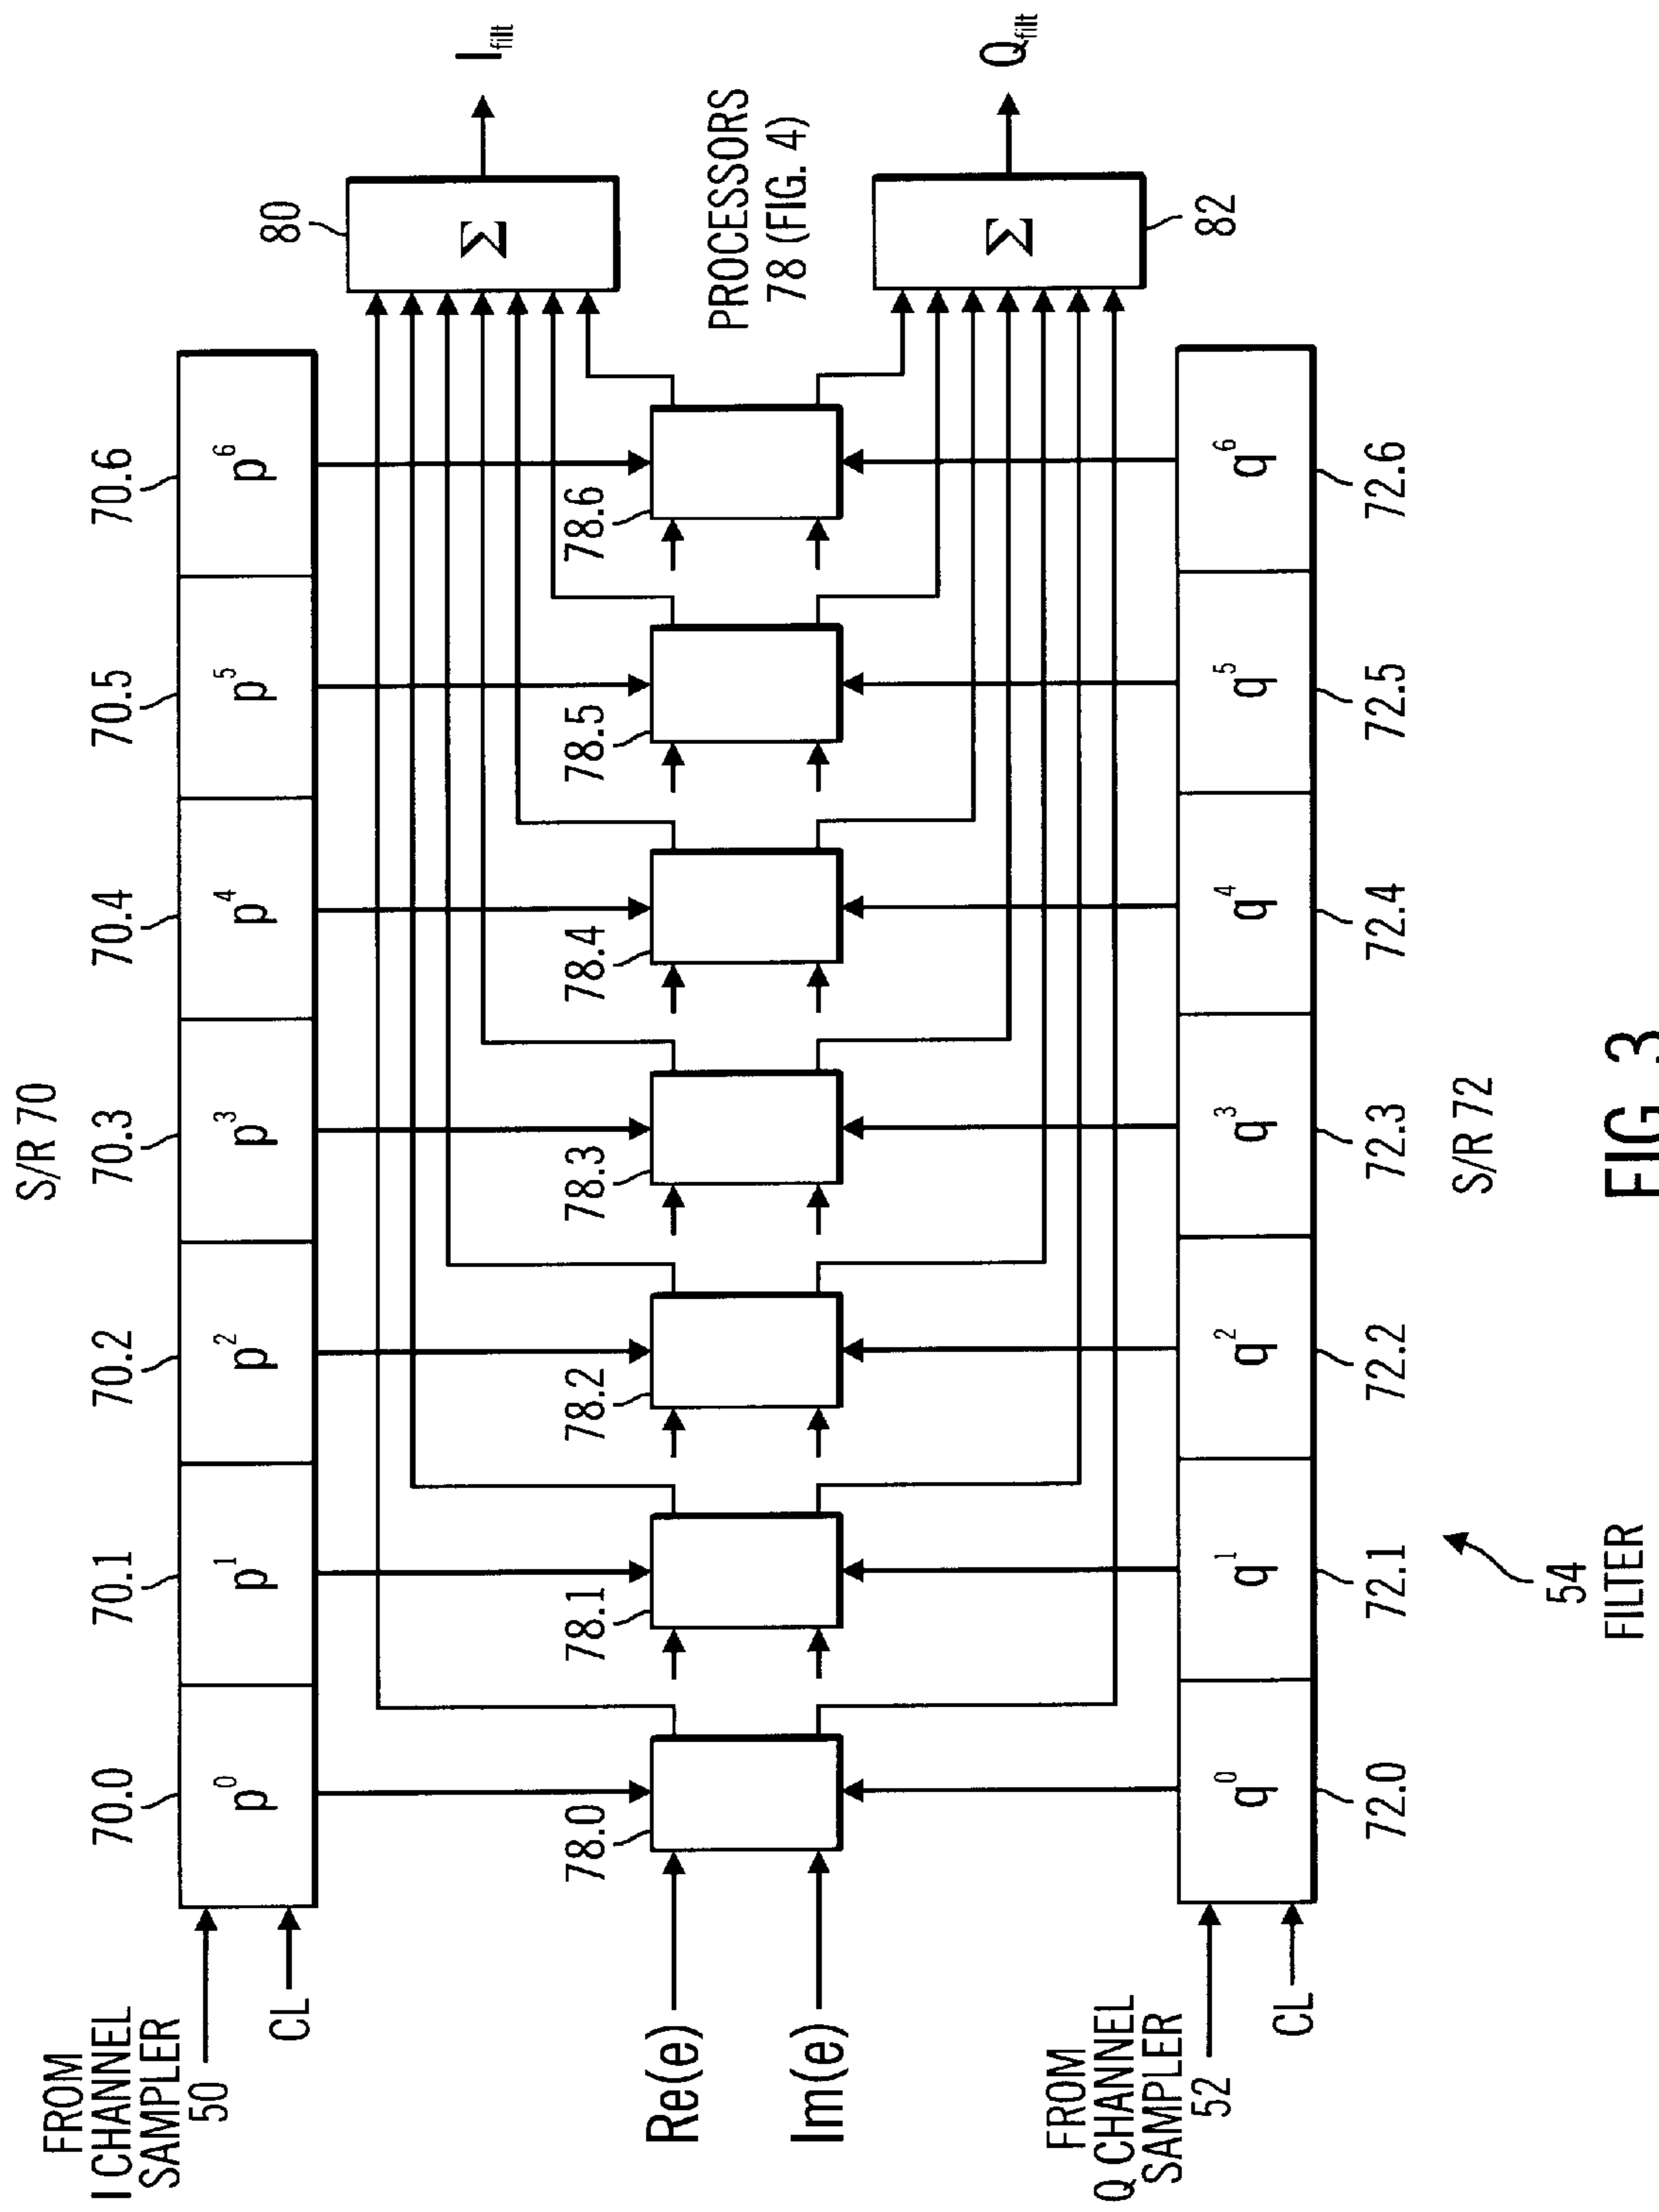 S/R 70
70.0 70.1 70.2 70.3 70.4 70.5 70.6
FROM
I CHANNEL
SAMPLER
50
CL
p⁰ p¹ p² p³ p⁴ p⁵ p⁶
80
Σ
I filt
78.0 78.1 78.2 78.3 78.4 78.5 78.6
Re(e)
Im(e)
PROCESSORS
78 (FIG. 4)
Σ
82
Q filt
FROM
Q CHANNEL
SAMPLER
52
CL
q⁰ q¹ q² q³ q⁴ q⁵ q⁶
72.0 72.1 72.2 72.3 72.4 72.5 72.6
S/R 72
54
FILTER
FIG. 3